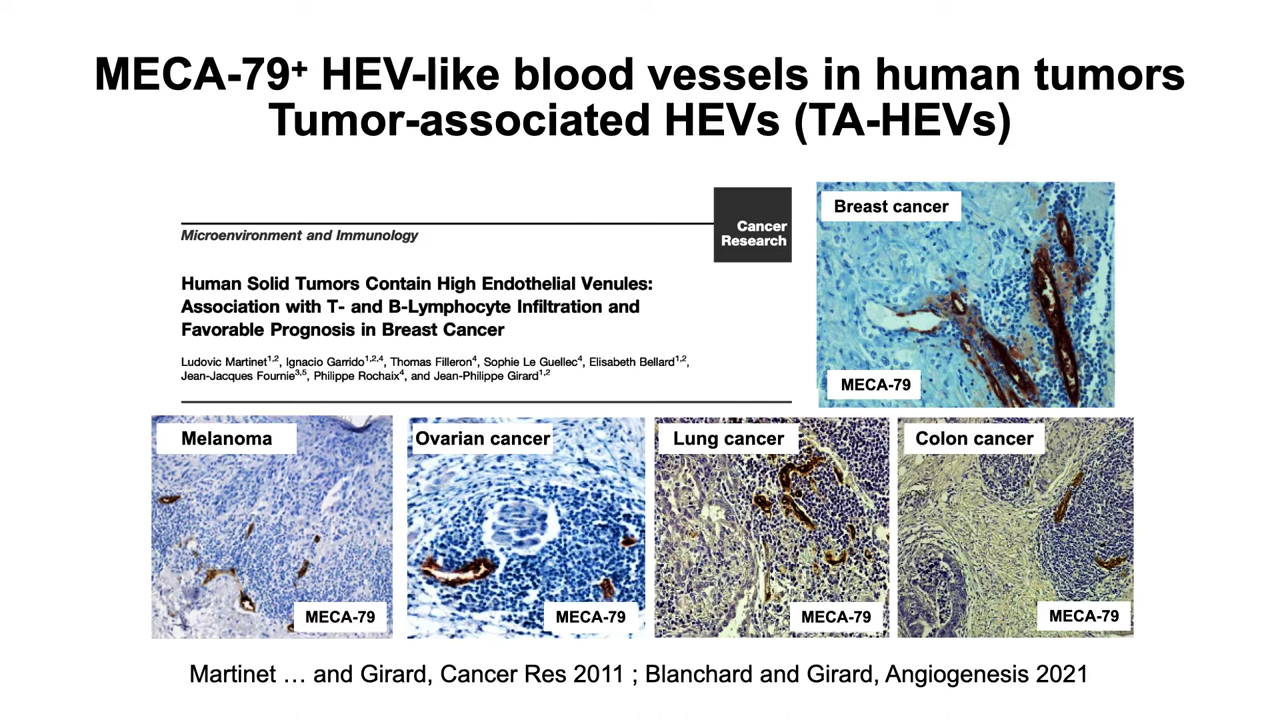 MECA-79⁺ HEV-like blood vessels in human tumors
Tumor-associated HEVs (TA-HEVs)
Cancer
Research
Microenvironment and Immunology
Human Solid Tumors Contain High Endothelial Venules:
Association with T- and B-Lymphocyte Infiltration and
Favorable Prognosis in Breast Cancer
Ludovic Martinet¹,², Ignacio Garrido¹,²,⁴, Thomas Filleron⁴, Sophie Le Guellec⁴, Elisabeth Bellard¹,²,
Jean-Jacques Fournie³,⁵, Philippe Rochaix⁴, and Jean-Philippe Girard¹,²
Breast cancer
MECA-79
Melanoma
MECA-79
Ovarian cancer
MECA-79
Lung cancer
MECA-79
Colon cancer
MECA-79
Martinet … and Girard, Cancer Res 2011 ; Blanchard and Girard, Angiogenesis 2021